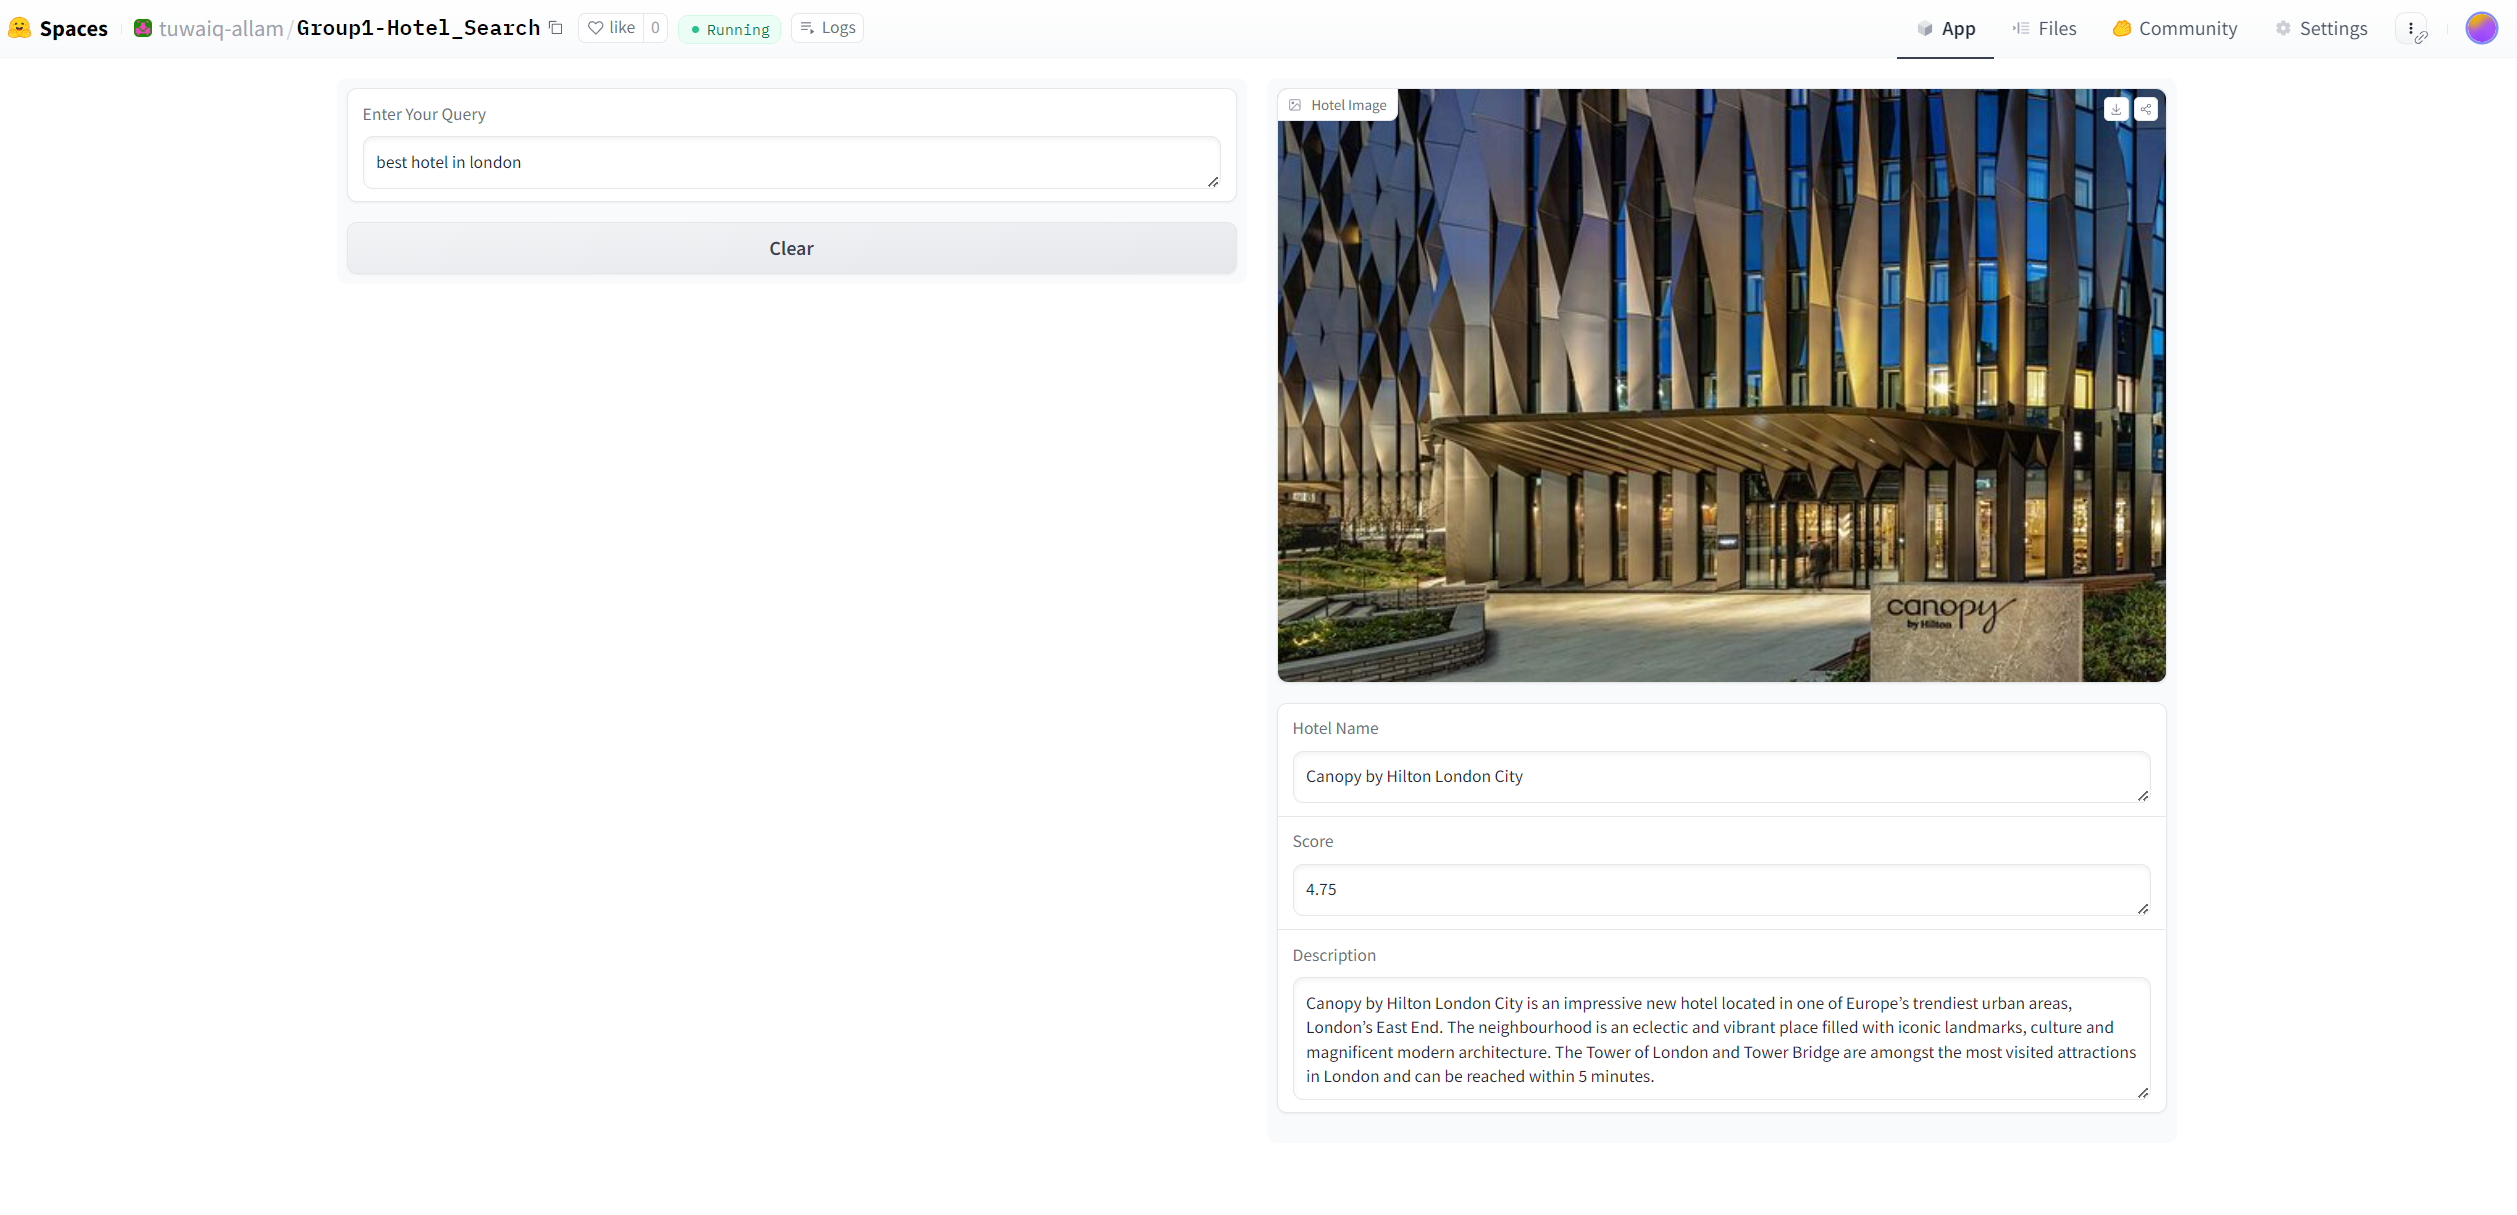 Spaces
tuwaiq-allam/Group1-Hotel_Search
like 0
Running
Logs
App
Files
Community
Settings
Enter Your Query
best hotel in london
Clear
Hotel Image
canopy
by Hilton
Hotel Name
Canopy by Hilton London City
Score
4.75
Description
Canopy by Hilton London City is an impressive new hotel located in one of Europe’s trendiest urban areas,
London’s East End. The neighbourhood is an eclectic and vibrant place filled with iconic landmarks, culture and
magnificent modern architecture. The Tower of London and Tower Bridge are amongst the most visited attractions
in London and can be reached within 5 minutes.